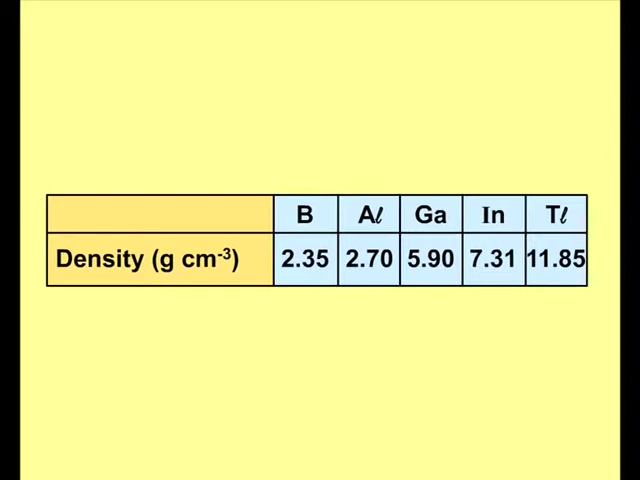 B Aℓ Ga In Tℓ
Density (g cm⁻³) 2.35 2.70 5.90 7.31 11.85